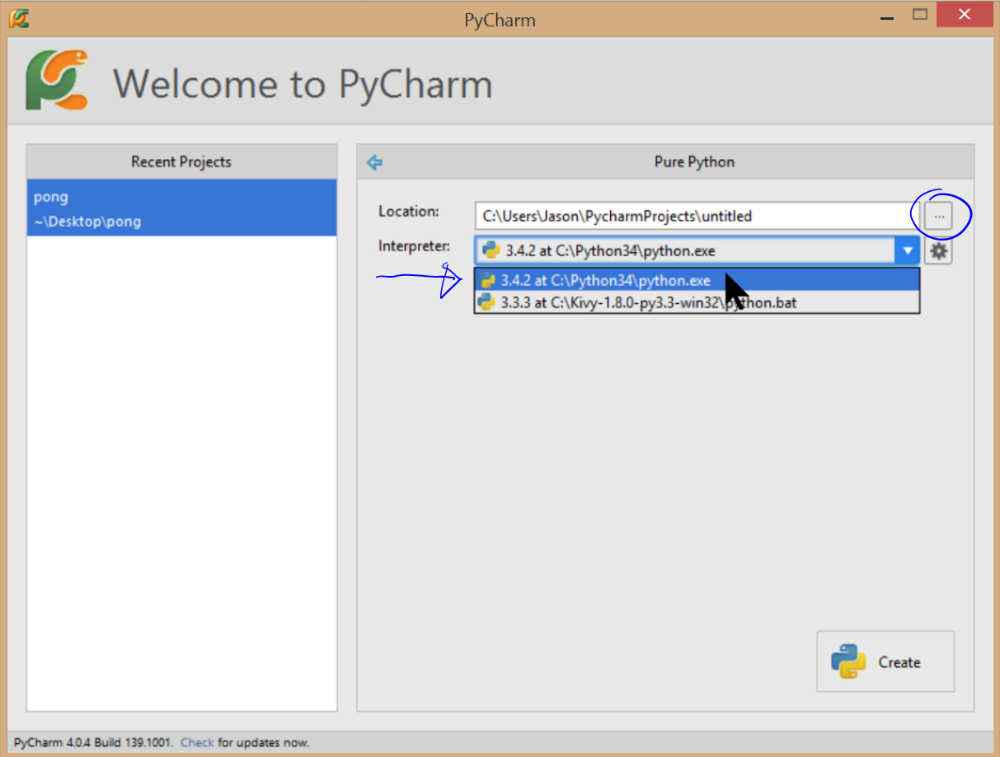 PyCharm
Welcome to PyCharm
Recent Projects
pong
~\Desktop\pong
Pure Python
Location:
C:\Users\Jason\PycharmProjects\untitled
...
Interpreter:
3.4.2 at C:\Python34\python.exe
3.4.2 at C:\Python34\python.exe
3.3.3 at C:\Kivy-1.8.0-py3.3-win32\python.bat
Create
PyCharm 4.0.4 Build 139.1001. Check for updates now.